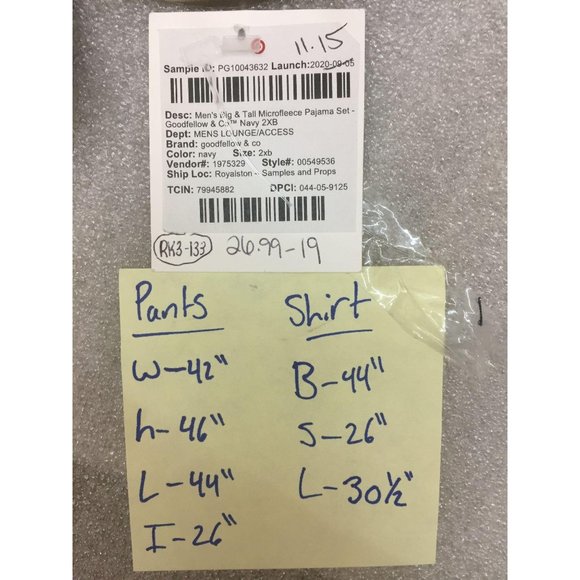 11.15
Sample ID: PG10043632 Launch:2020-09-05
Desc: Men's Big & Tall Microfleece Pajama Set -
Goodfellow & Co™ Navy 2XB
Dept: MENS LOUNGE/ACCESS
Brand: goodfellow & co
Color: navy Size: 2xb
Vendor#: 1975329 Style#: 00549536
Ship Loc: Royalston - Samples and Props
TCIN: 79945882 DPCI: 044-05-9125
RK3-133 26.99-19
Pants Shirt
W-42" B-44"
h-46" S-26"
L-44" L-30½"
I-26"